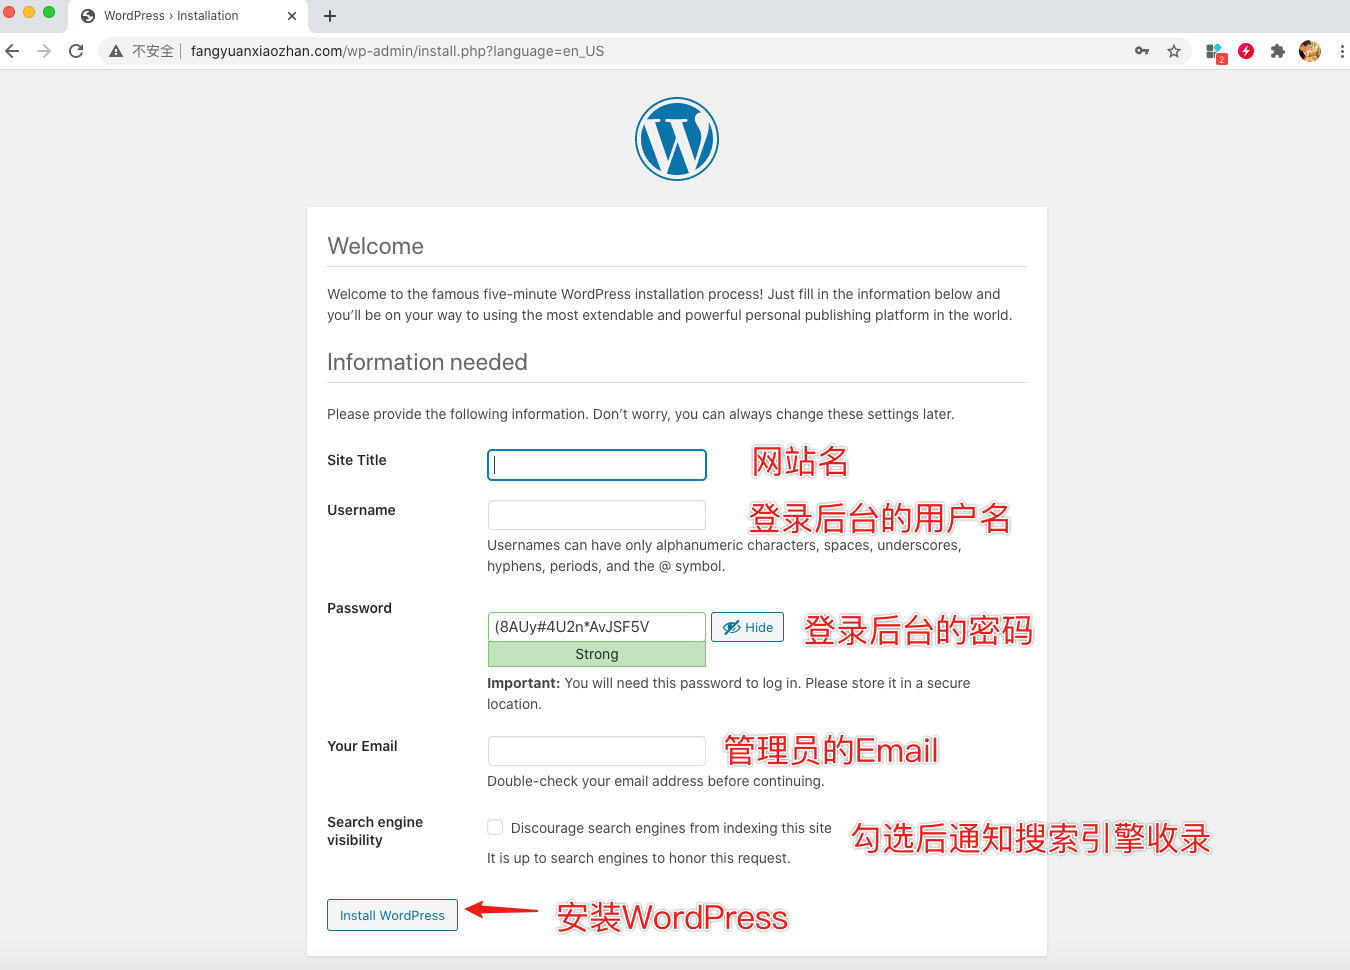 WordPress › Installation
不安全
fangyuanxiaozhan.com/wp-admin/install.php?language=en_US
2
Welcome
Welcome to the famous five-minute WordPress installation process! Just fill in the information below and
you’ll be on your way to using the most extendable and powerful personal publishing platform in the world.
Information needed
Please provide the following information. Don’t worry, you can always change these settings later.
Site Title
网站名
Username
登录后台的用户名
Usernames can have only alphanumeric characters, spaces, underscores,
hyphens, periods, and the @ symbol.
Password
(8AUy#4U2n*AvJSF5V
Hide
登录后台的密码
Strong
Important: You will need this password to log in. Please store it in a secure
location.
Your Email
管理员的Email
Double-check your email address before continuing.
Search engine
visibility
Discourage search engines from indexing this site
勾选后通知搜索引擎收录
It is up to search engines to honor this request.
Install WordPress
安装WordPress